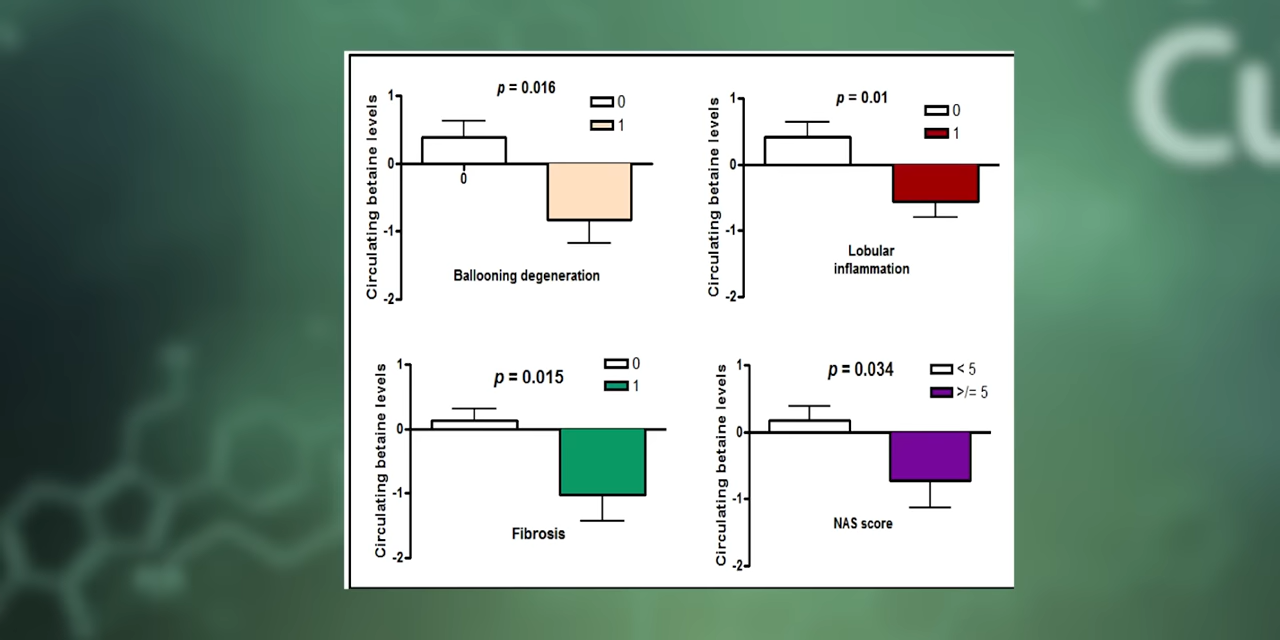 Cu
p = 0.016
0
1
Circulating betaine levels
1
0
-1
-2
0
Ballooning degeneration
p = 0.01
0
1
Circulating betaine levels
1
0
-1
-2
Lobular
inflammation
p = 0.015
0
1
Circulating betaine levels
1
0
-1
-2
Fibrosis
p = 0.034
< 5
>/= 5
Circulating betaine levels
1
0
-1
-2
NAS score